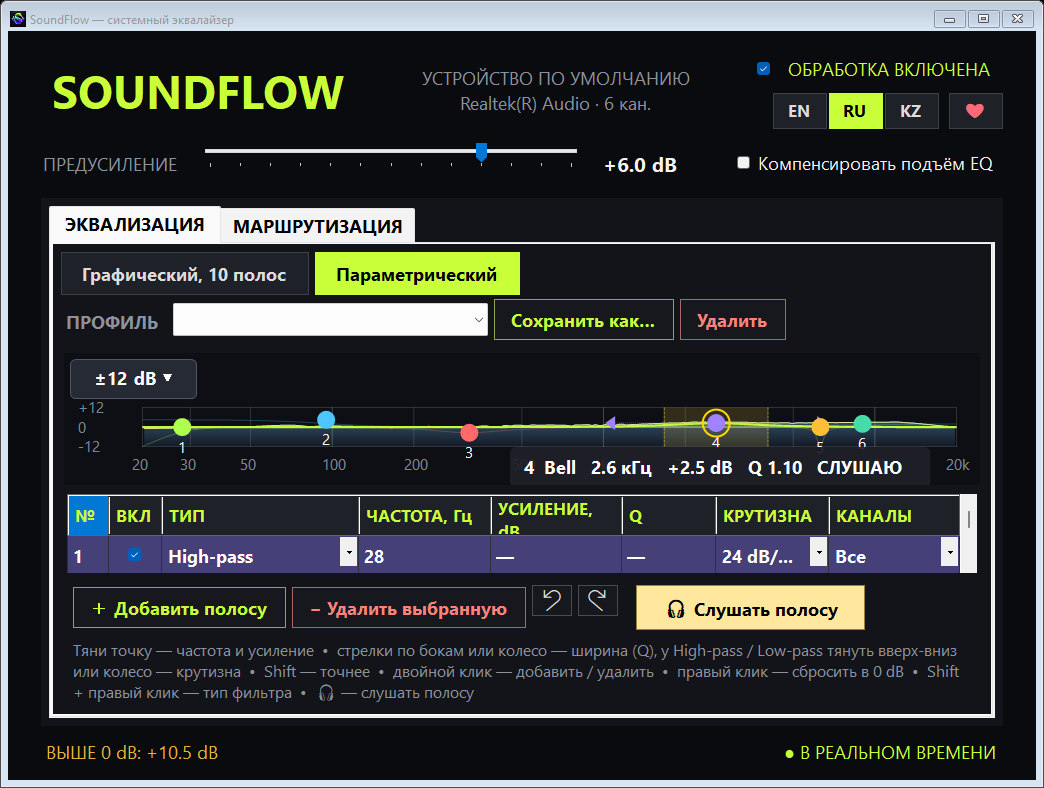 SoundFlow — системный эквалайзер
SOUNDFLOW
УСТРОЙСТВО ПО УМОЛЧАНИЮ
Realtek(R) Audio · 6 кан.
ОБРАБОТКА ВКЛЮЧЕНА
EN RU KZ
ПРЕДУСИЛЕНИЕ
+6.0 dB
Компенсировать подъём EQ
ЭКВАЛИЗАЦИЯ МАРШРУТИЗАЦИЯ
Графический, 10 полос Параметрический
ПРОФИЛЬ Сохранить как... Удалить
±12 dB ▾
+12
0
-12
1 2 3 4 5 6
20 30 50 100 200 20k
4 Bell 2.6 кГц +2.5 dB Q 1.10 СЛУШАЮ
№ ВКЛ ТИП ЧАСТОТА, Гц УСИЛЕНИЕ, dB Q КРУТИЗНА КАНАЛЫ
1 High-pass 28 — — 24 dB/... Все
+ Добавить полосу – Удалить выбранную 🎧 Слушать полосу
Тяни точку — частота и усиление • стрелки по бокам или колесо — ширина (Q), у High-pass / Low-pass тянуть вверх-вниз
или колесо — крутизна • Shift — точнее • двойной клик — добавить / удалить • правый клик — сбросить в 0 dB • Shift
+ правый клик — тип фильтра • 🎧 — слушать полосу
ВЫШЕ 0 dB: +10.5 dB
● В РЕАЛЬНОМ ВРЕМЕНИ